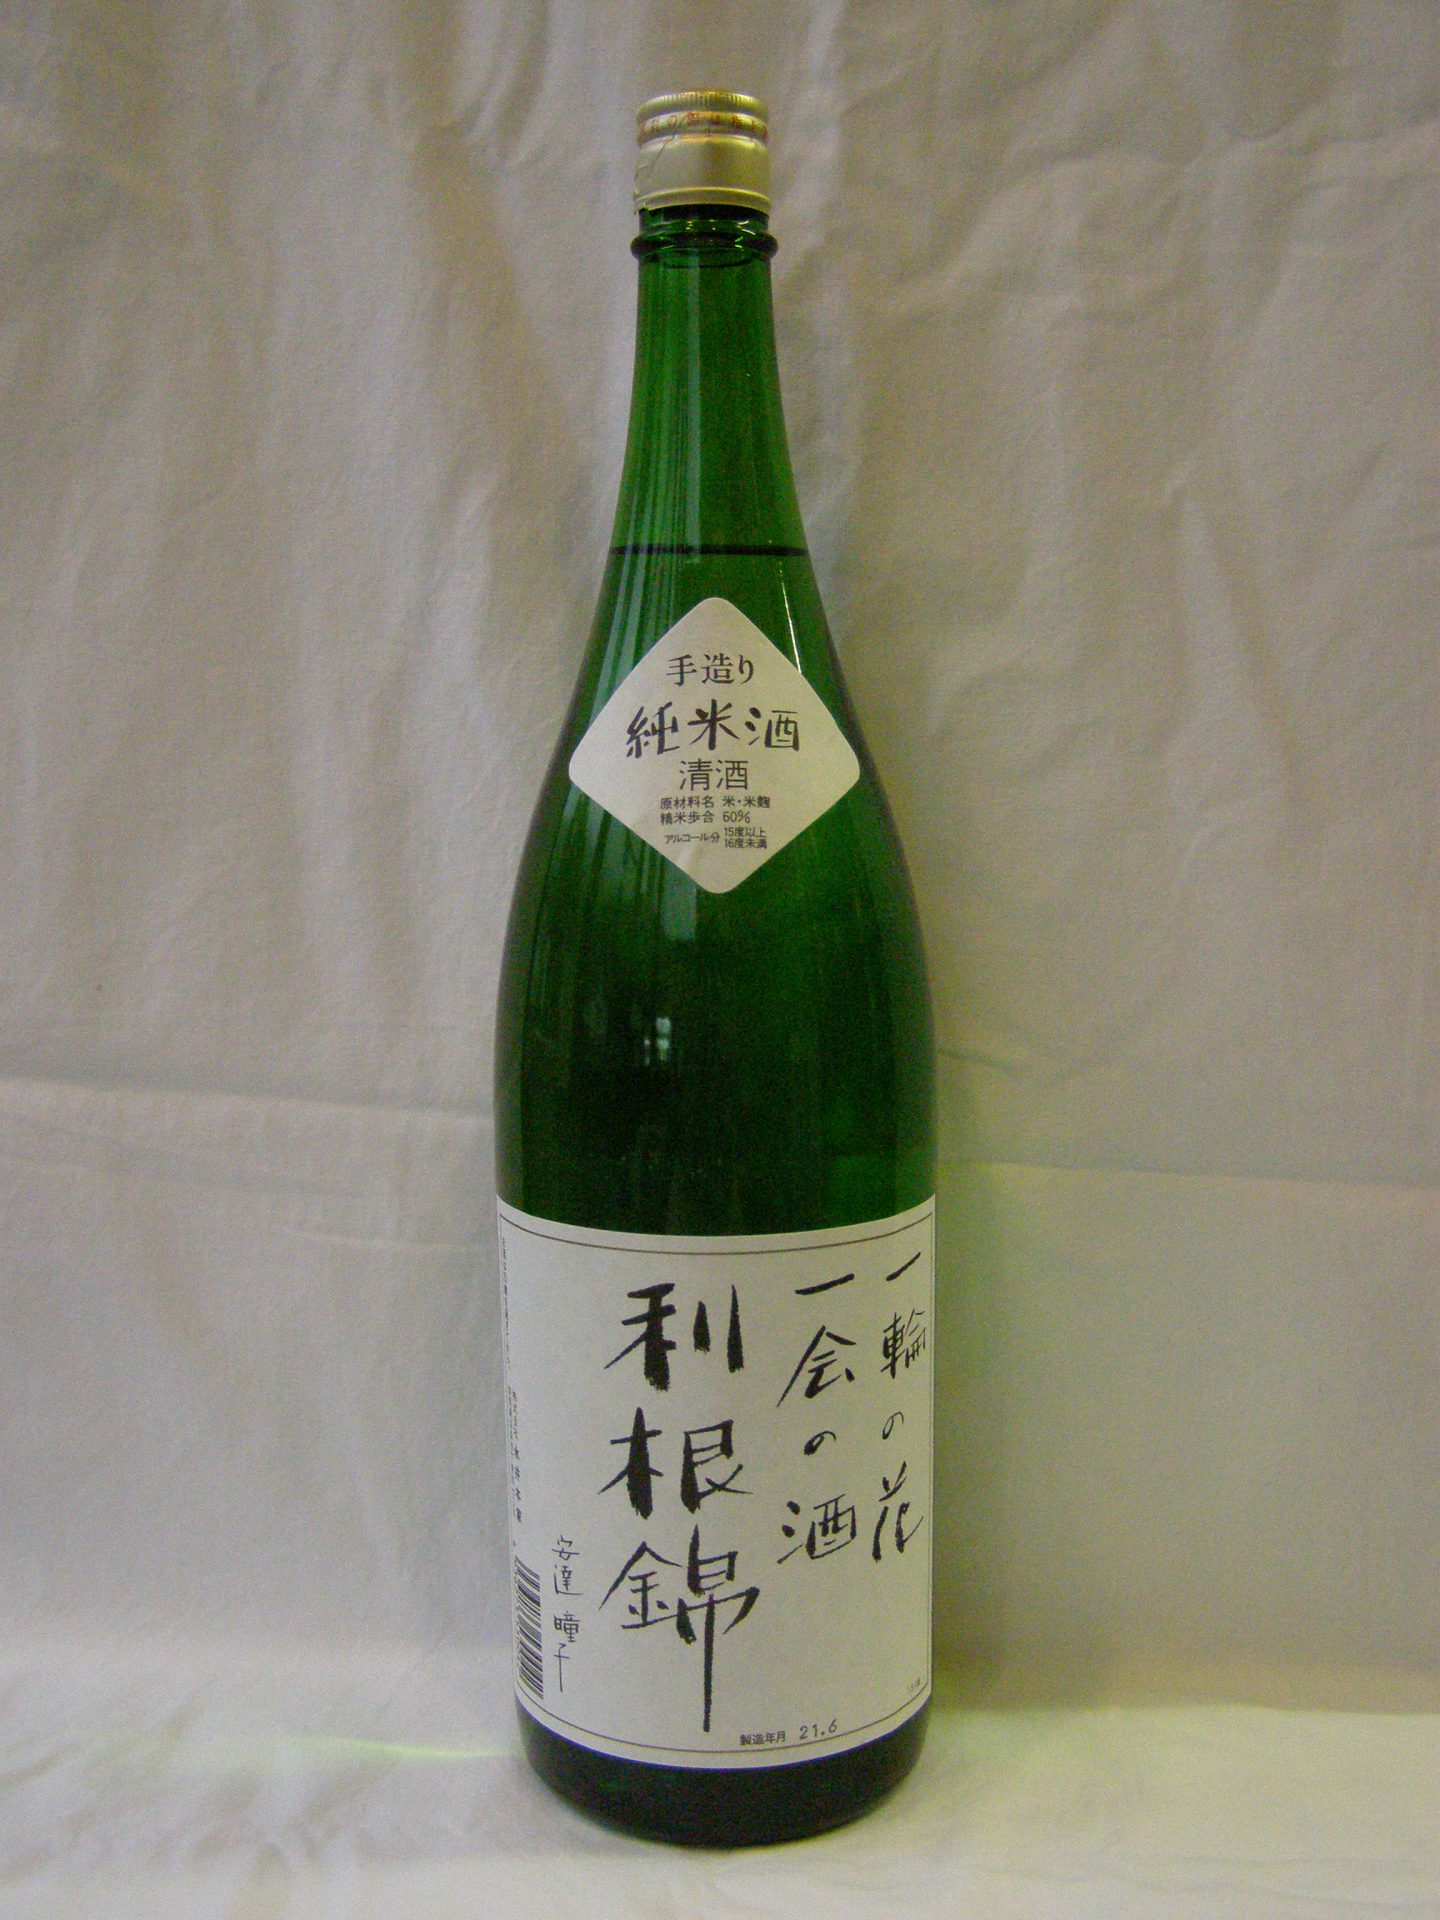 手造り
純米酒
清酒
原材料名 米・米麹
精米歩合 60%
アルコール分 15度以上
16度未満
一輪の花
一会の酒
利根錦
安達瞳子
製造年月 21.6